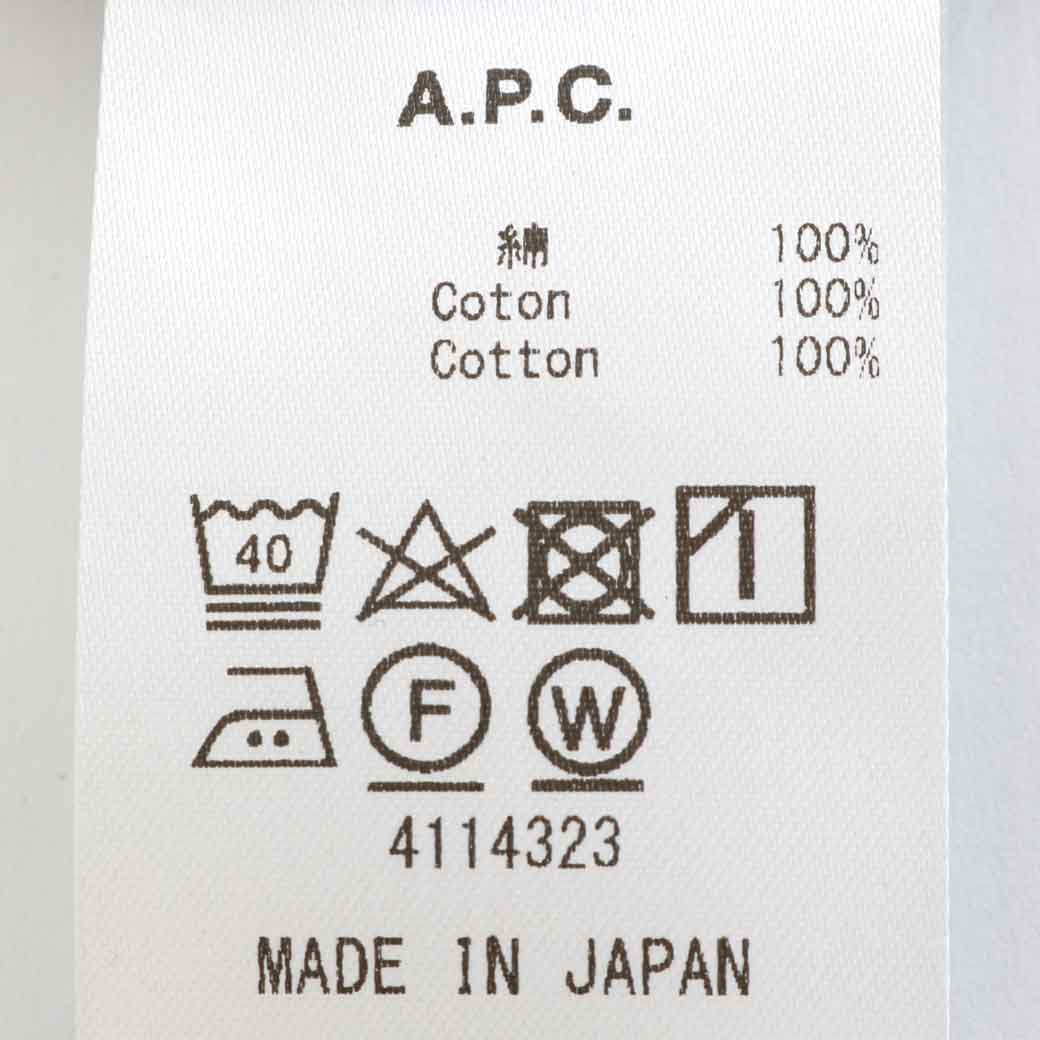 A.P.C.
綿 100%
Coton 100%
Cotton 100%
40
F W
4114323
MADE IN JAPAN